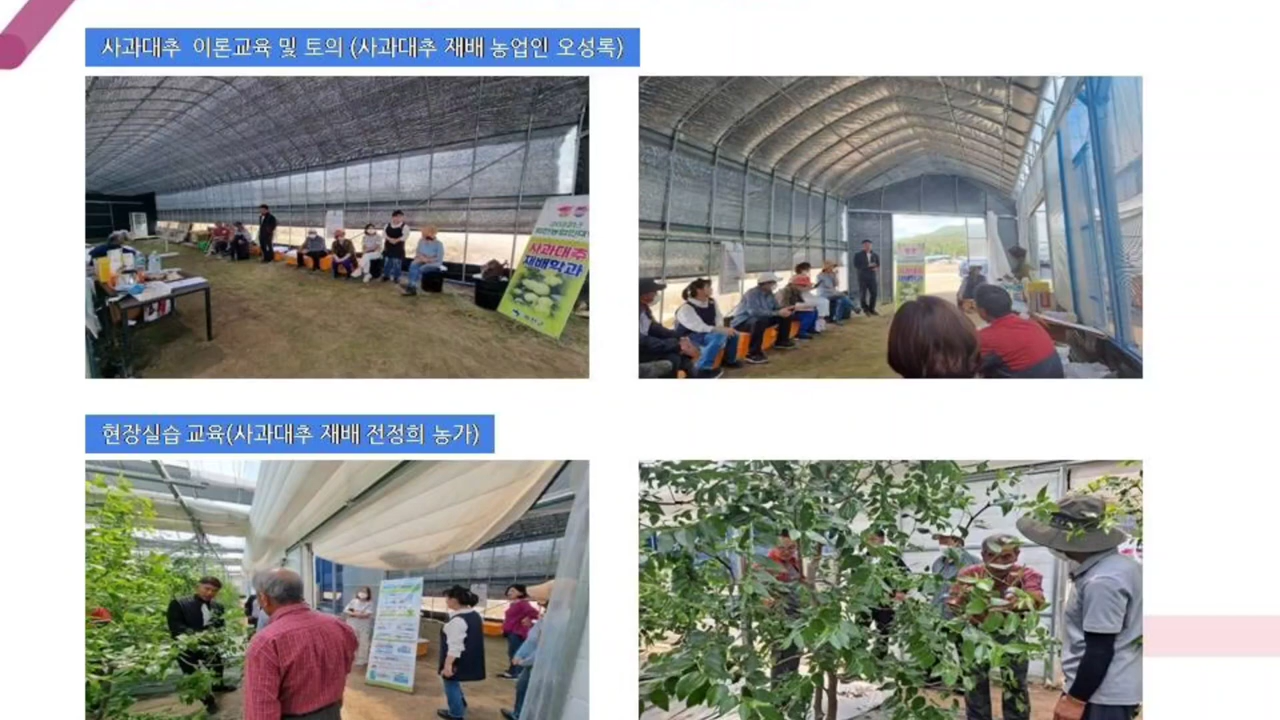 사과대추 이론교육 및 토의 (사과대추 재배 농업인 오성록)
사과대추
재배학과
현장실습 교육(사과대추 재배 전정희 농가)